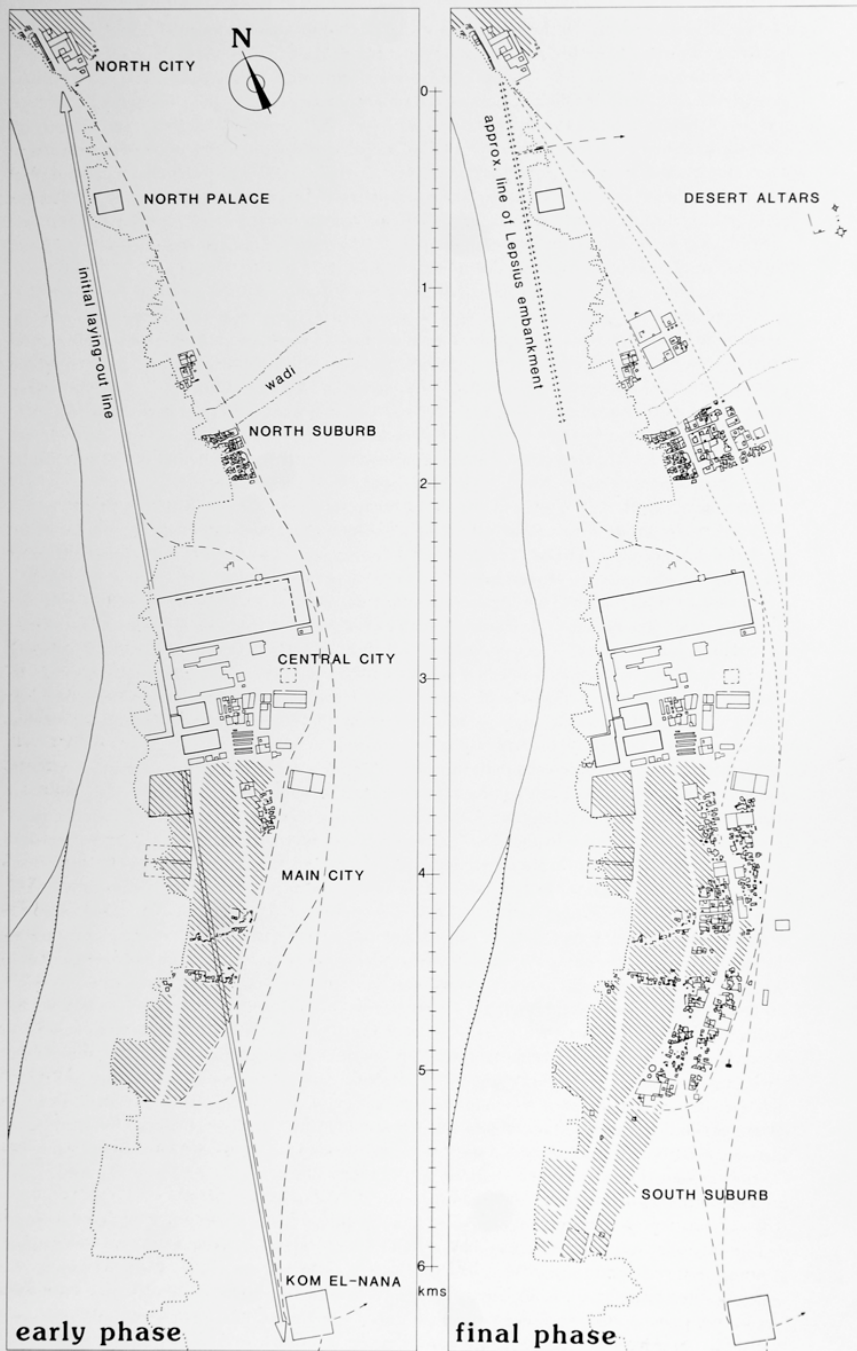 NORTH CITY
N
NORTH PALACE
initial laying-out line
wadi
NORTH SUBURB
CENTRAL CITY
MAIN CITY
KOM EL-NANA
early phase
0
1
2
3
4
5
6
kms
approx. line of Lepsius embankment
DESERT ALTARS
SOUTH SUBURB
final phase